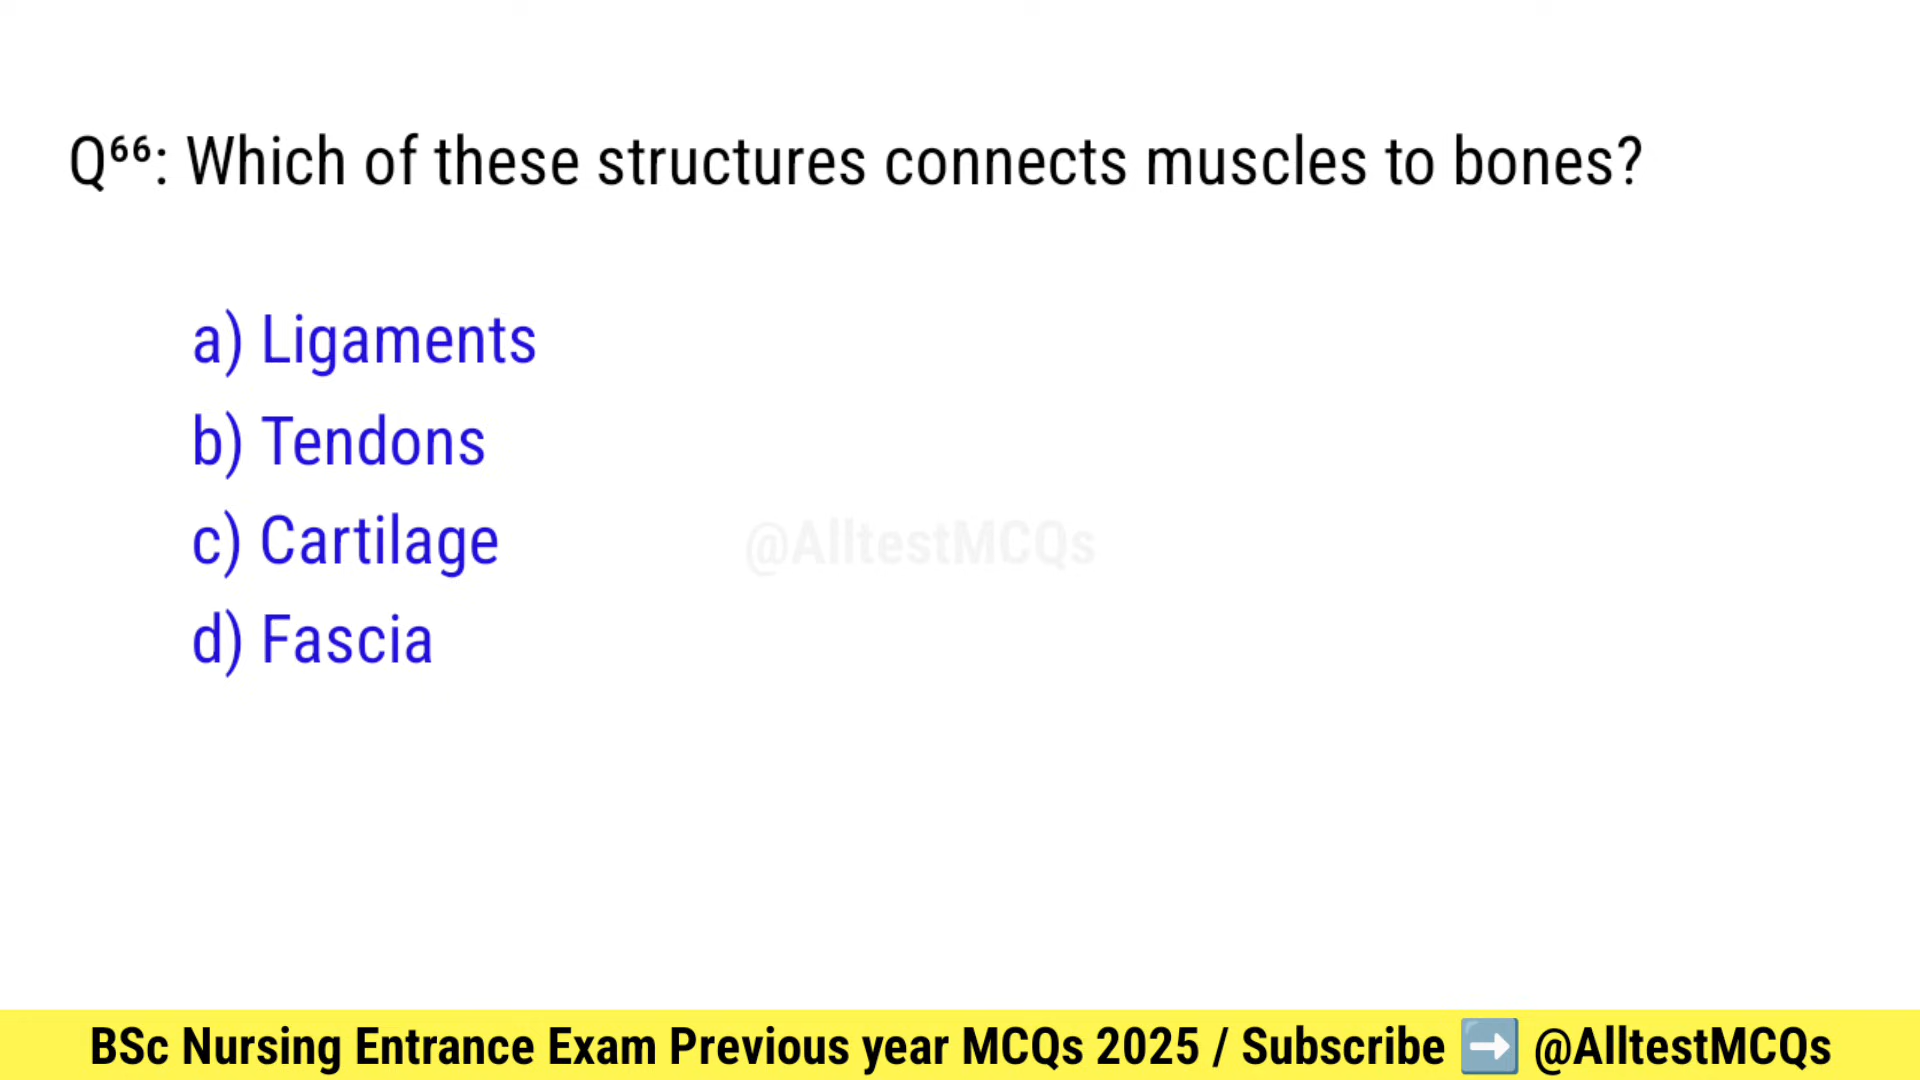 Q⁶⁶: Which of these structures connects muscles to bones?
a) Ligaments
b) Tendons
c) Cartilage
@AlltestMCQs
d) Fascia
BSc Nursing Entrance Exam Previous year MCQs 2025 / Subscribe ➡️ @AlltestMCQs